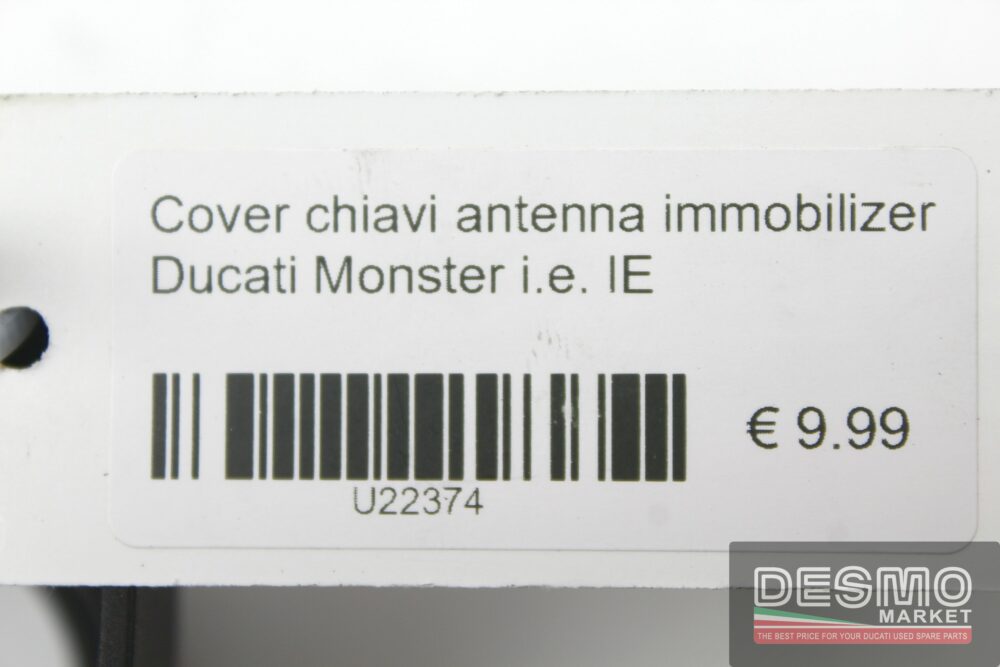 Cover chiavi antenna immobilizer
Ducati Monster i.e. IE
€ 9.99
U22374
DESMO
MARKET
THE BEST PRICE FOR YOUR DUCATI USED SPARE PARTS